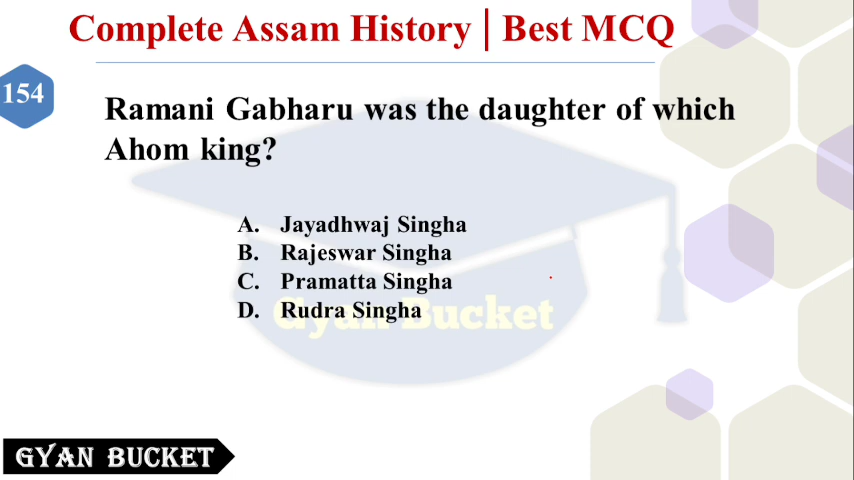 Complete Assam History | Best MCQ
154
Ramani Gabharu was the daughter of which
Ahom king?
A. Jayadhwaj Singha
B. Rajeswar Singha
C. Pramatta Singha
D. Rudra Singha
Gyan Bucket
GYAN BUCKET